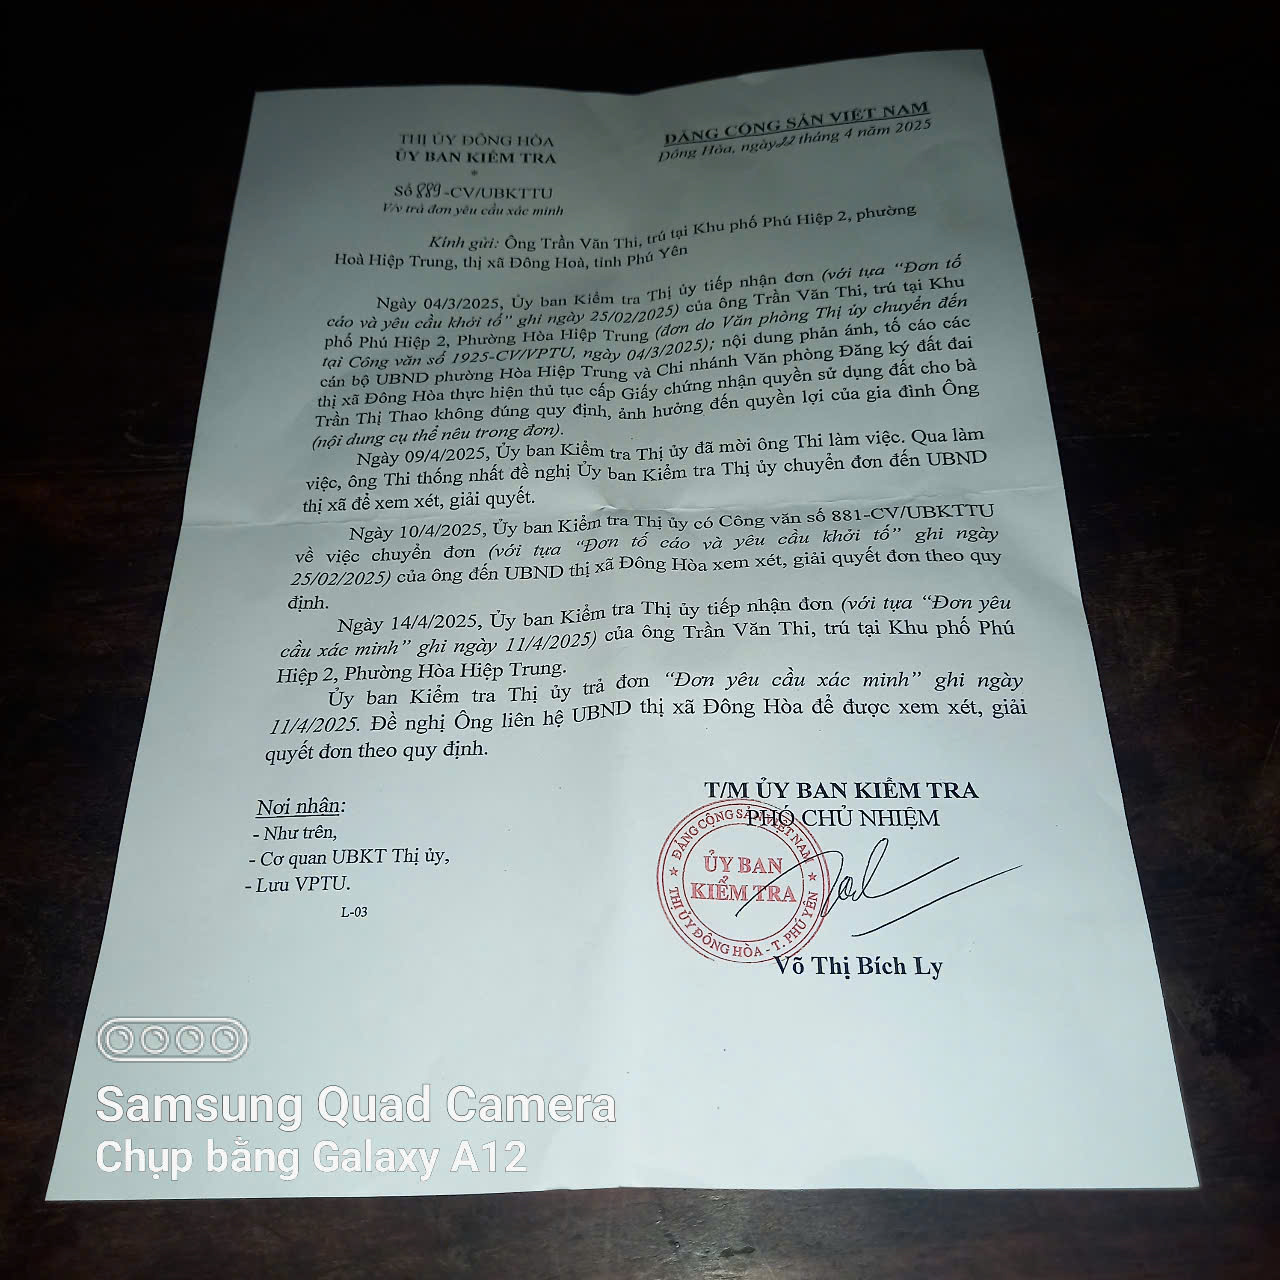 THỊ ỦY ĐÔNG HÒA
ỦY BAN KIỂM TRA
*
Số 889-CV/UBKTTU
V/v trả đơn yêu cầu xác minh
ĐẢNG CỘNG SẢN VIỆT NAM
Đông Hòa, ngày 22 tháng 4 năm 2025
Kính gửi: Ông Trần Văn Thi, trú tại Khu phố Phú Hiệp 2, phường
Hoà Hiệp Trung, thị xã Đông Hoà, tỉnh Phú Yên
Ngày 04/3/2025, Ủy ban Kiểm tra Thị ủy tiếp nhận đơn (với tựa “Đơn tố
cáo và yêu cầu khởi tố” ghi ngày 25/02/2025) của ông Trần Văn Thi, trú tại Khu
phố Phú Hiệp 2, Phường Hòa Hiệp Trung (đơn do Văn phòng Thị ủy chuyển đến
tại Công văn số 1925-CV/VPTU, ngày 04/3/2025); nội dung phản ánh, tố cáo các
cán bộ UBND phường Hòa Hiệp Trung và Chi nhánh Văn phòng Đăng ký đất đai
thị xã Đông Hòa thực hiện thủ tục cấp Giấy chứng nhận quyền sử dụng đất cho bà
Trần Thị Thao không đúng quy định, ảnh hưởng đến quyền lợi của gia đình Ông
(nội dung cụ thể nêu trong đơn).
Ngày 09/4/2025, Ủy ban Kiểm tra Thị ủy đã mời ông Thi làm việc. Qua làm
việc, ông Thi thống nhất đề nghị Ủy ban Kiểm tra Thị ủy chuyển đơn đến UBND
thị xã để xem xét, giải quyết.
Ngày 10/4/2025, Ủy ban Kiểm tra Thị ủy có Công văn số 881-CV/UBKTTU
về việc chuyển đơn (với tựa “Đơn tố cáo và yêu cầu khởi tố” ghi ngày
25/02/2025) của ông đến UBND thị xã Đông Hòa xem xét, giải quyết đơn theo quy
định.
Ngày 14/4/2025, Ủy ban Kiểm tra Thị ủy tiếp nhận đơn (với tựa “Đơn yêu
cầu xác minh” ghi ngày 11/4/2025) của ông Trần Văn Thi, trú tại Khu phố Phú
Hiệp 2, Phường Hòa Hiệp Trung.
Ủy ban Kiểm tra Thị ủy trả đơn “Đơn yêu cầu xác minh” ghi ngày
11/4/2025. Đề nghị Ông liên hệ UBND thị xã Đông Hòa để được xem xét, giải
quyết đơn theo quy định.
Nơi nhận:
- Như trên,
- Cơ quan UBKT Thị ủy,
- Lưu VPTU.
L-03
T/M ỦY BAN KIỂM TRA
PHÓ CHỦ NHIỆM
ĐẢNG CỘNG SẢN VIỆT NAM
ỦY BAN
KIỂM TRA
THỊ ỦY ĐÔNG HÒA - T. PHÚ YÊN
Võ Thị Bích Ly
Samsung Quad Camera
Chụp bằng Galaxy A12